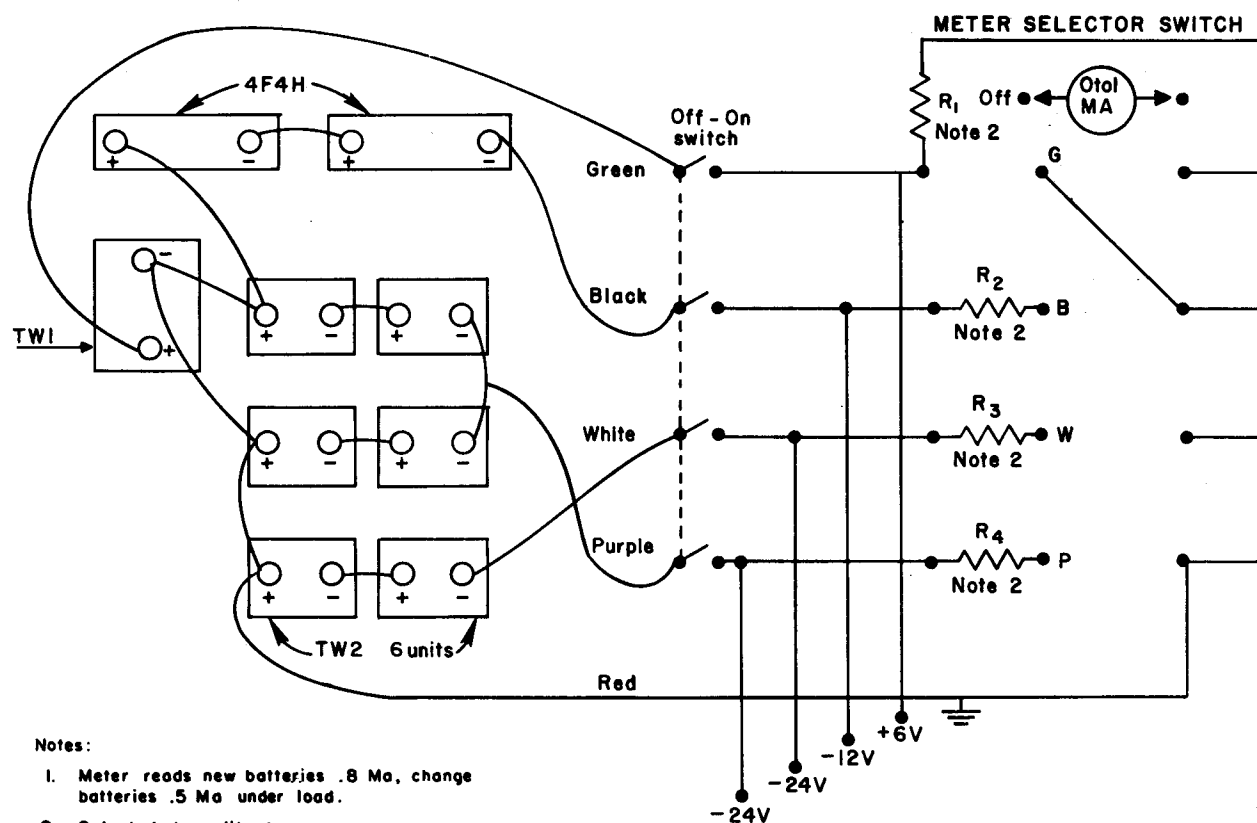 METER SELECTOR SWITCH
4F4H
Off - On
switch
R1
Note 2
Off
Otol
MA
+ - + -
Green
G
-
TW1
+
Black
+ - + -
R2
Note 2
B
White
+ - + -
R3
Note 2
W
Purple
+ - + -
R4
Note 2
P
TW2 6 units
Red
+6V
-12V
-24V
-24V
Notes:
1. Meter reads new batteries .8 Ma, change
batteries .5 Ma under load.